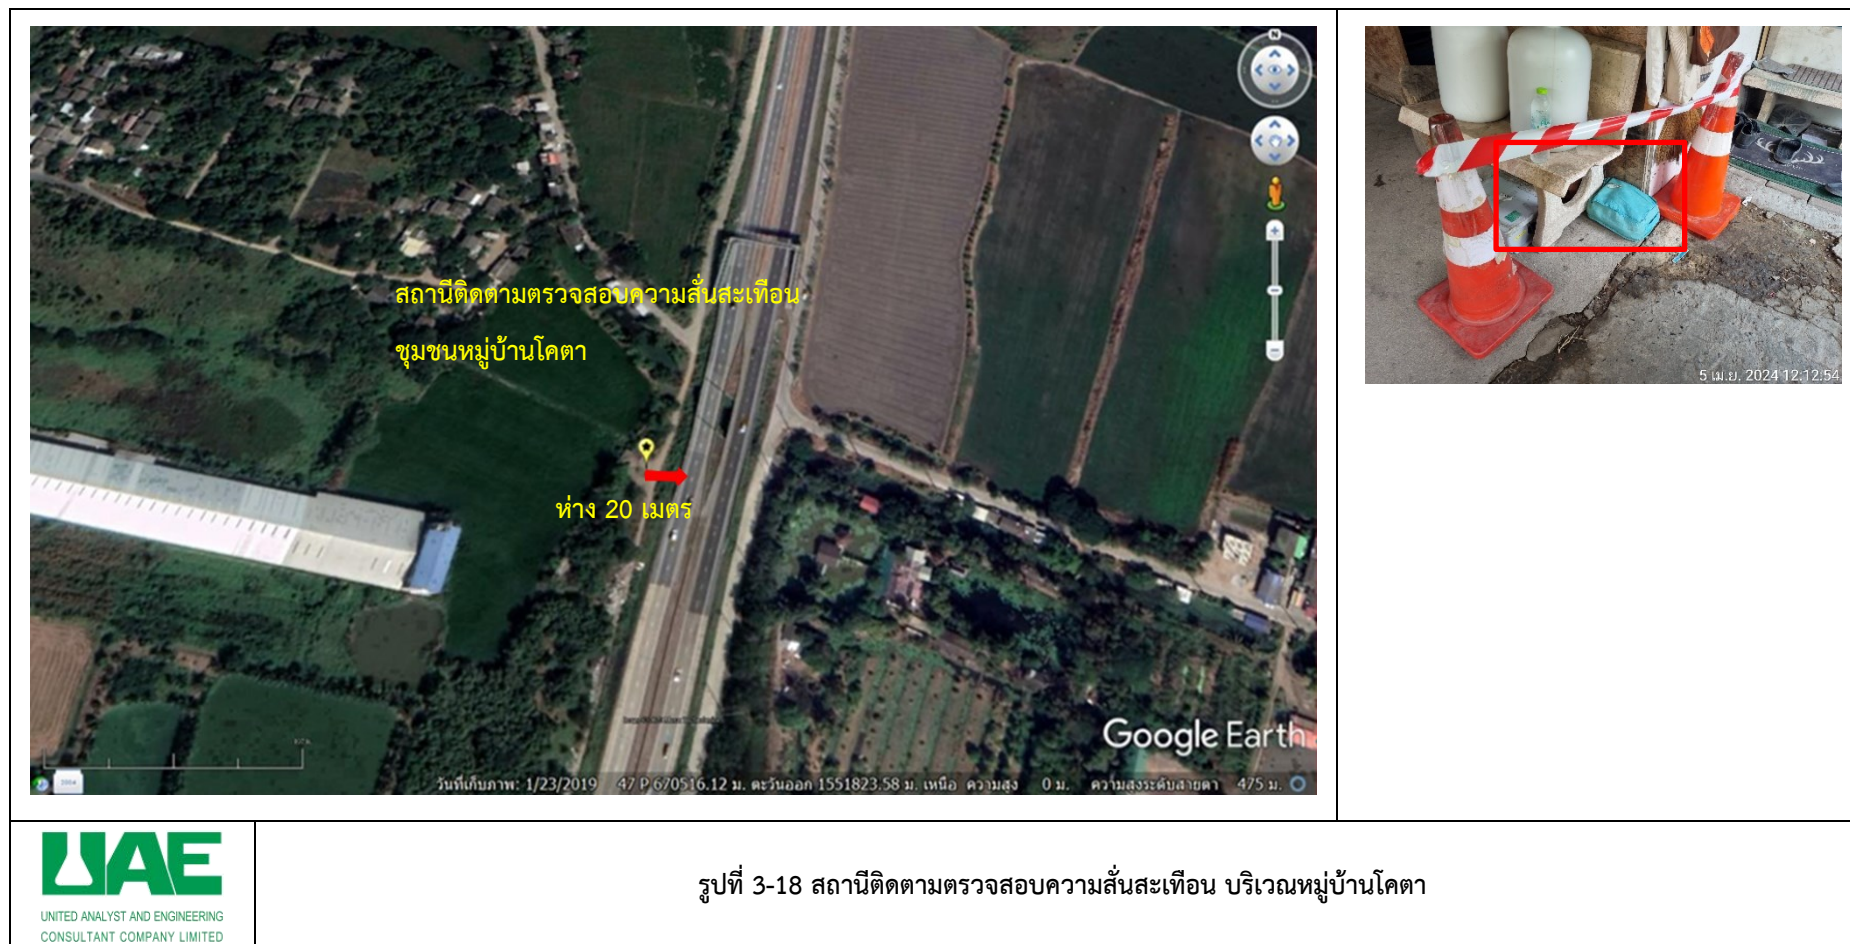 สถานีติดตามตรวจสอบความสั่นสะเทือน
ชุมชนหมู่บ้านโคตา
ห่าง 20 เมตร
Google Earth
วันที่เก็บภาพ: 1/23/2019 47 P 670516.12 ม. ตะวันออก 1551823.58 ม. เหนือ ความสูง 0 ม. ความสูงระดับสายตา 475 ม.
N
5 เม.ย. 2024 12:12:54
UAE
UNITED ANALYST AND ENGINEERING
CONSULTANT COMPANY LIMITED
รูปที่ 3-18 สถานีติดตามตรวจสอบความสั่นสะเทือน บริเวณหมู่บ้านโคตา